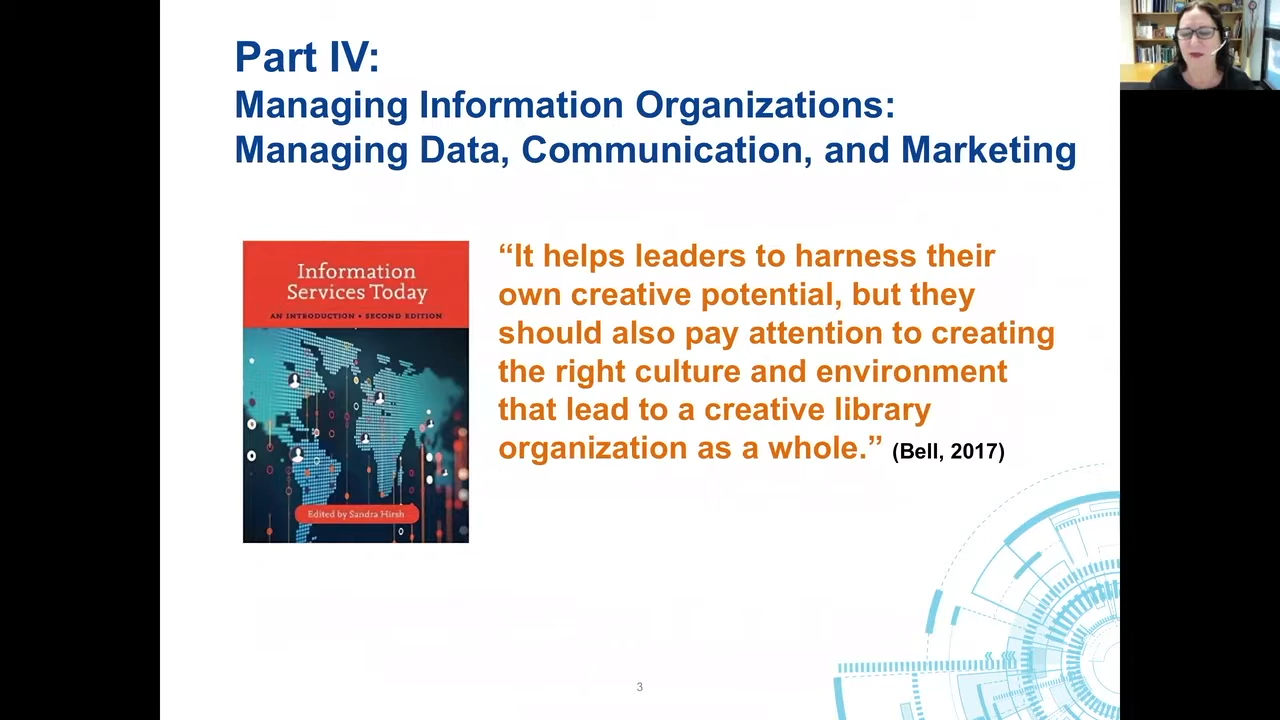 Part IV:
Managing Information Organizations:
Managing Data, Communication, and Marketing
Information
Services Today
AN INTRODUCTION • SECOND EDITION
Edited by Sandra Hirsh
“It helps leaders to harness their
own creative potential, but they
should also pay attention to creating
the right culture and environment
that lead to a creative library
organization as a whole.” (Bell, 2017)
3